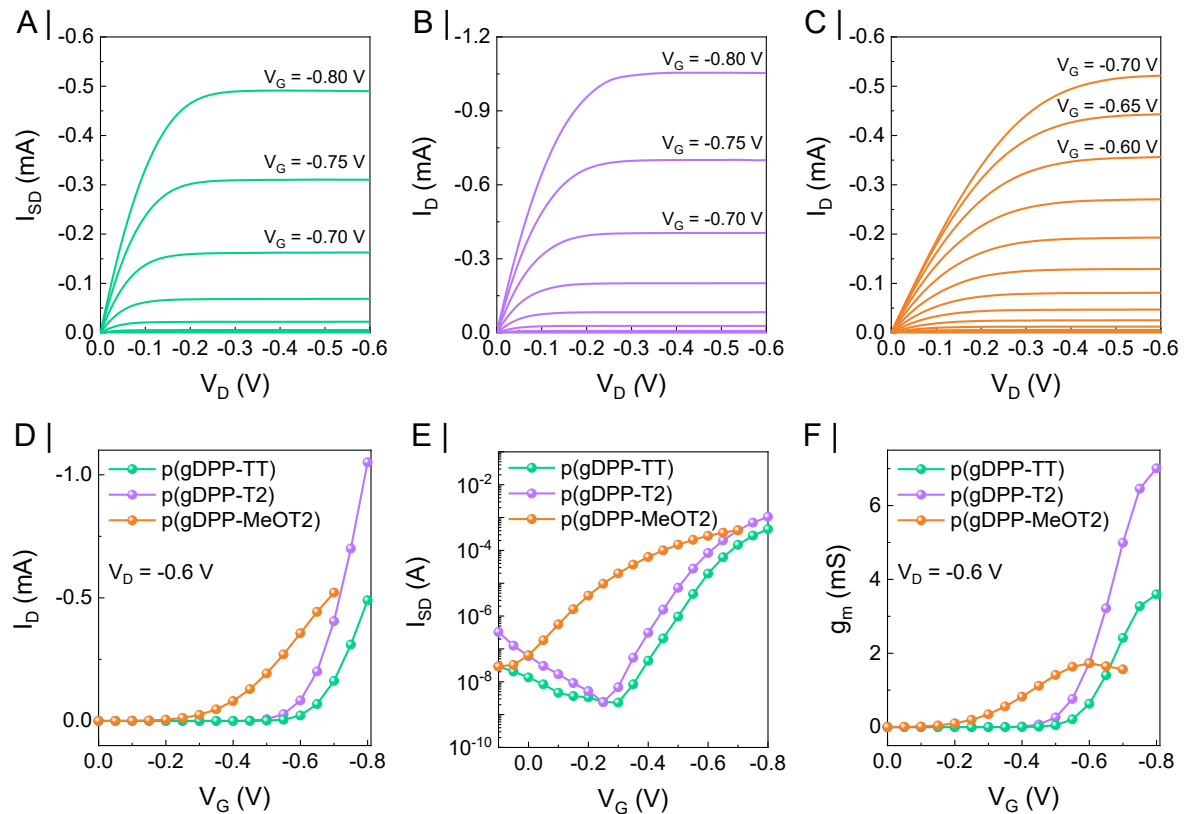 A |
I_SD (mA)
-0.6
-0.5
-0.4
-0.3
-0.2
-0.1
0.0
V_G = -0.80 V
V_G = -0.75 V
V_G = -0.70 V
0.0 -0.1 -0.2 -0.3 -0.4 -0.5 -0.6
V_D (V)
B |
I_D (mA)
-1.2
-0.9
-0.6
-0.3
0.0
V_G = -0.80 V
V_G = -0.75 V
V_G = -0.70 V
0.0 -0.1 -0.2 -0.3 -0.4 -0.5 -0.6
V_D (V)
C |
I_D (mA)
-0.6
-0.5
-0.4
-0.3
-0.2
-0.1
0.0
V_G = -0.70 V
V_G = -0.65 V
V_G = -0.60 V
0.0 -0.1 -0.2 -0.3 -0.4 -0.5 -0.6
V_D (V)
D |
I_D (mA)
-1.0
-0.5
0.0
p(gDPP-TT)
p(gDPP-T2)
p(gDPP-MeOT2)
V_D = -0.6 V
0.0 -0.2 -0.4 -0.6 -0.8
V_G (V)
E |
I_SD (A)
10^-2
10^-4
10^-6
10^-8
10^-10
p(gDPP-TT)
p(gDPP-T2)
p(gDPP-MeOT2)
0.0 -0.2 -0.4 -0.6 -0.8
V_G (V)
F |
g_m (mS)
6
4
2
0
p(gDPP-TT)
p(gDPP-T2)
p(gDPP-MeOT2)
V_D = -0.6 V
0.0 -0.2 -0.4 -0.6 -0.8
V_G (V)